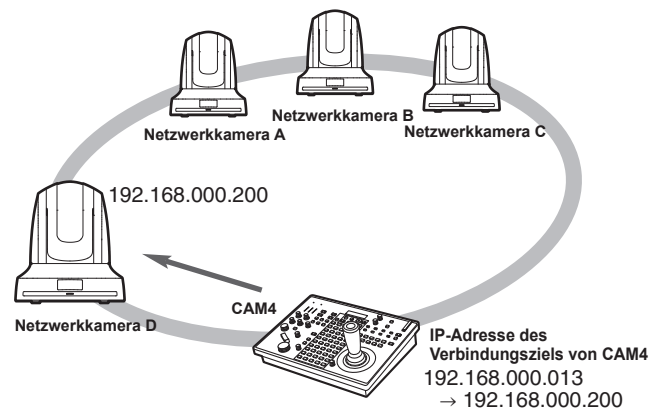 Netzwerkkamera A
Netzwerkkamera B
Netzwerkkamera C
192.168.000.200
Netzwerkkamera D
CAM4
IP-Adresse des
Verbindungsziels von CAM4
192.168.000.013
→ 192.168.000.200